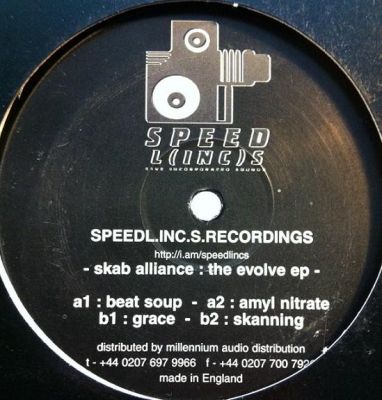 SPEED
L(INC)S
SPEEDL.INC.S.RECORDINGS
http://i.am/speedlincs
- skab alliance : the evolve ep -
a1 : beat soup - a2 : amyl nitrate
b1 : grace - b2 : skanning
distributed by millennium audio distribution
t - +44 0207 697 9966 f - +44 0207 700
made in England